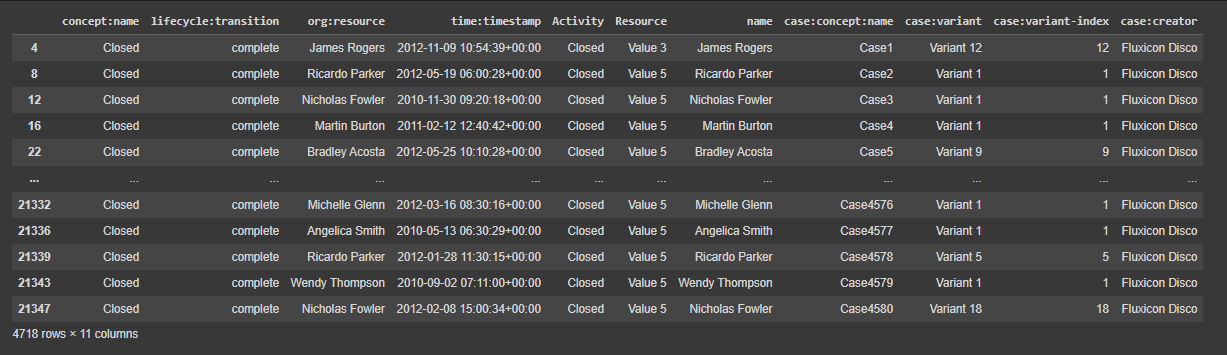 concept:name lifecycle:transition org:resource time:timestamp Activity Resource name case:concept:name case:variant case:variant-index case:creator
4 Closed complete James Rogers 2012-11-09 10:54:39+00:00 Closed Value 3 James Rogers Case1 Variant 12 12 Fluxicon Disco
8 Closed complete Ricardo Parker 2012-05-19 06:00:28+00:00 Closed Value 5 Ricardo Parker Case2 Variant 1 1 Fluxicon Disco
12 Closed complete Nicholas Fowler 2010-11-30 09:20:18+00:00 Closed Value 5 Nicholas Fowler Case3 Variant 1 1 Fluxicon Disco
16 Closed complete Martin Burton 2011-02-12 12:40:42+00:00 Closed Value 5 Martin Burton Case4 Variant 1 1 Fluxicon Disco
22 Closed complete Bradley Acosta 2012-05-25 10:10:28+00:00 Closed Value 5 Bradley Acosta Case5 Variant 9 9 Fluxicon Disco
... ... ... ... ... ... ... ... ... ... ... ...
21332 Closed complete Michelle Glenn 2012-03-16 08:30:16+00:00 Closed Value 5 Michelle Glenn Case4576 Variant 1 1 Fluxicon Disco
21336 Closed complete Angelica Smith 2010-05-13 06:30:29+00:00 Closed Value 5 Angelica Smith Case4577 Variant 1 1 Fluxicon Disco
21339 Closed complete Ricardo Parker 2012-01-28 11:30:15+00:00 Closed Value 5 Ricardo Parker Case4578 Variant 5 5 Fluxicon Disco
21343 Closed complete Wendy Thompson 2010-09-02 07:11:00+00:00 Closed Value 5 Wendy Thompson Case4579 Variant 1 1 Fluxicon Disco
21347 Closed complete Nicholas Fowler 2012-02-08 15:00:34+00:00 Closed Value 5 Nicholas Fowler Case4580 Variant 18 18 Fluxicon Disco
4718 rows × 11 columns